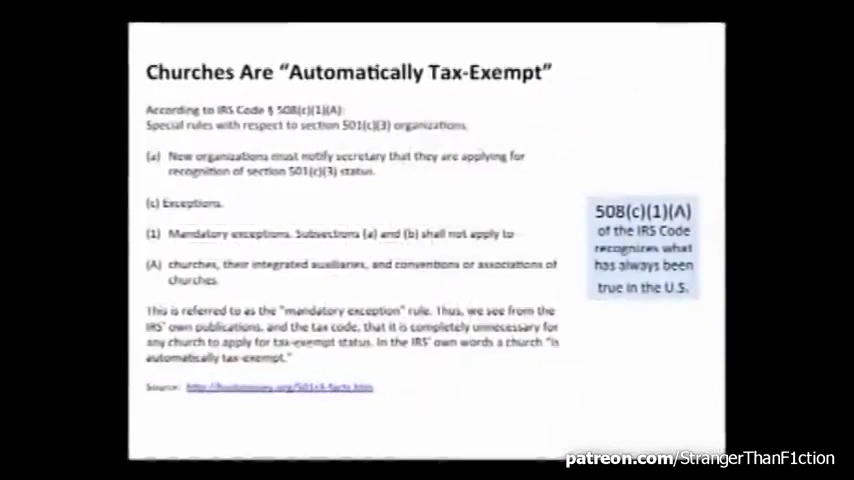 Churches Are “Automatically Tax-Exempt”
According to IRS Code § 508(c)(1)(A):
Special rules with respect to section 501(c)(3) organizations.
(a) New organizations must notify secretary that they are applying for
recognition of section 501(c)(3) status.
(c) Exceptions.
(1) Mandatory exceptions. Subsections (a) and (b) shall not apply to
(A) churches, their integrated auxiliaries, and conventions or associations of
churches.
This is referred to as the "mandatory exception" rule. Thus, we see from the
IRS' own publications, and the tax code, that it is completely unnecessary for
any church to apply for tax-exempt status. In the IRS' own words a church "is
automatically tax-exempt."
Source:
508(c)(1)(A)
of the IRS Code
recognizes what
has always been
true in the U.S.
patreon.com/StrangerThanF1ction